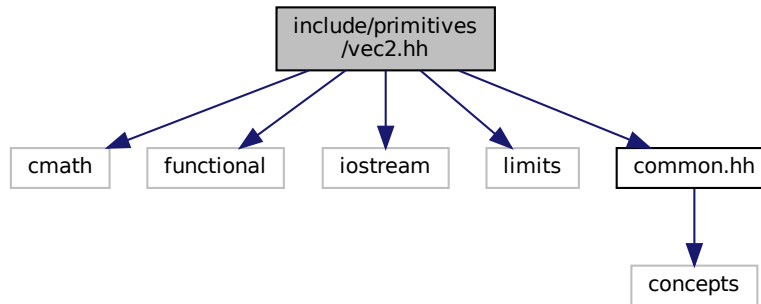 include/primitives
/vec2.hh
cmath
functional
iostream
limits
common.hh
concepts